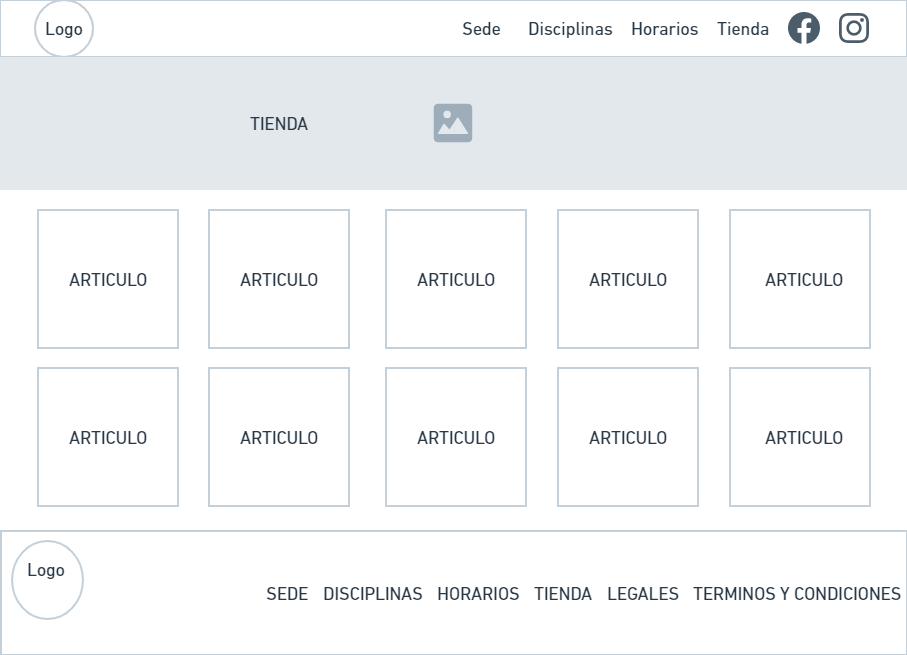 Logo Sede Disciplinas Horarios Tienda
TIENDA
ARTICULO ARTICULO ARTICULO ARTICULO ARTICULO
ARTICULO ARTICULO ARTICULO ARTICULO ARTICULO
Logo
SEDE DISCIPLINAS HORARIOS TIENDA LEGALES TERMINOS Y CONDICIONES